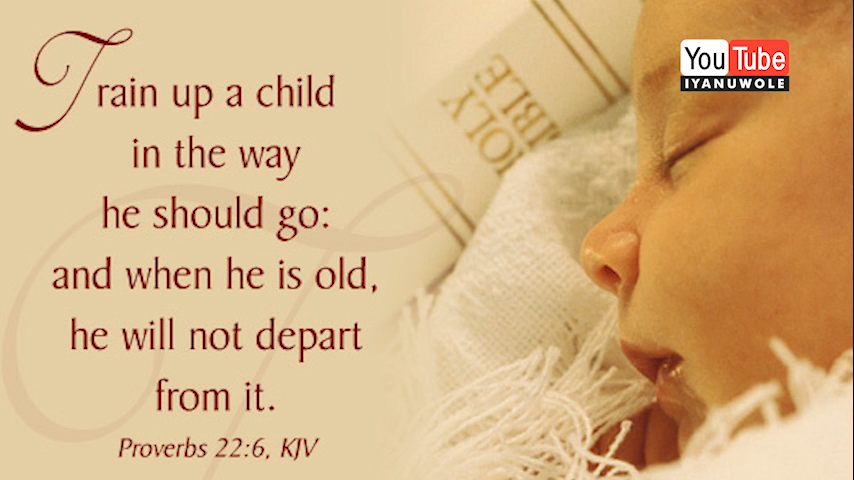 Train up a child
in the way
he should go:
and when he is old,
he will not depart
from it.
Proverbs 22:6, KJV
HOLY
BIBLE
YouTube
IYANUWOLE